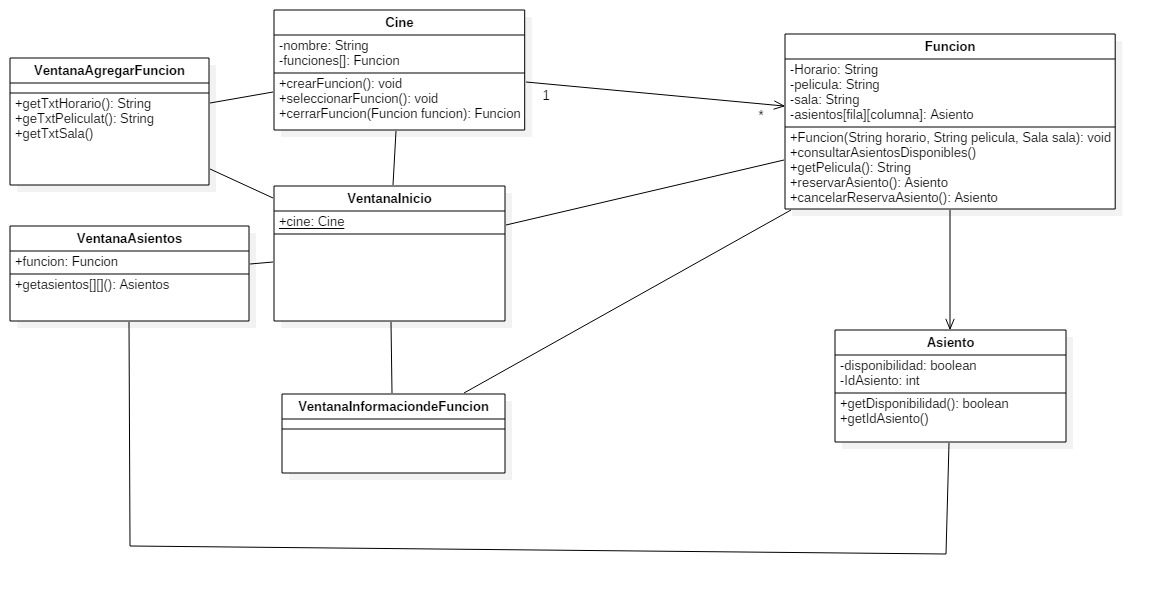 Cine
-nombre: String
-funciones[]: Funcion
+crearFuncion(): void
+seleccionarFuncion(): void
+cerrarFuncion(Funcion funcion): Funcion
VentanaAgregarFuncion
+getTxtHorario(): String
+geTxtPeliculat(): String
+getTxtSala()
1
*
Funcion
-Horario: String
-pelicula: String
-sala: String
-asientos[fila][columna]: Asiento
+Funcion(String horario, String pelicula, Sala sala): void
+consultarAsientosDisponibles()
+getPelicula(): String
+reservarAsiento(): Asiento
+cancelarReservaAsiento(): Asiento
VentanaInicio
+cine: Cine
VentanaAsientos
+funcion: Funcion
+getasientos[][](): Asientos
VentanaInformaciondeFuncion
Asiento
-disponibilidad: boolean
-IdAsiento: int
+getDisponibilidad(): boolean
+getIdAsiento()